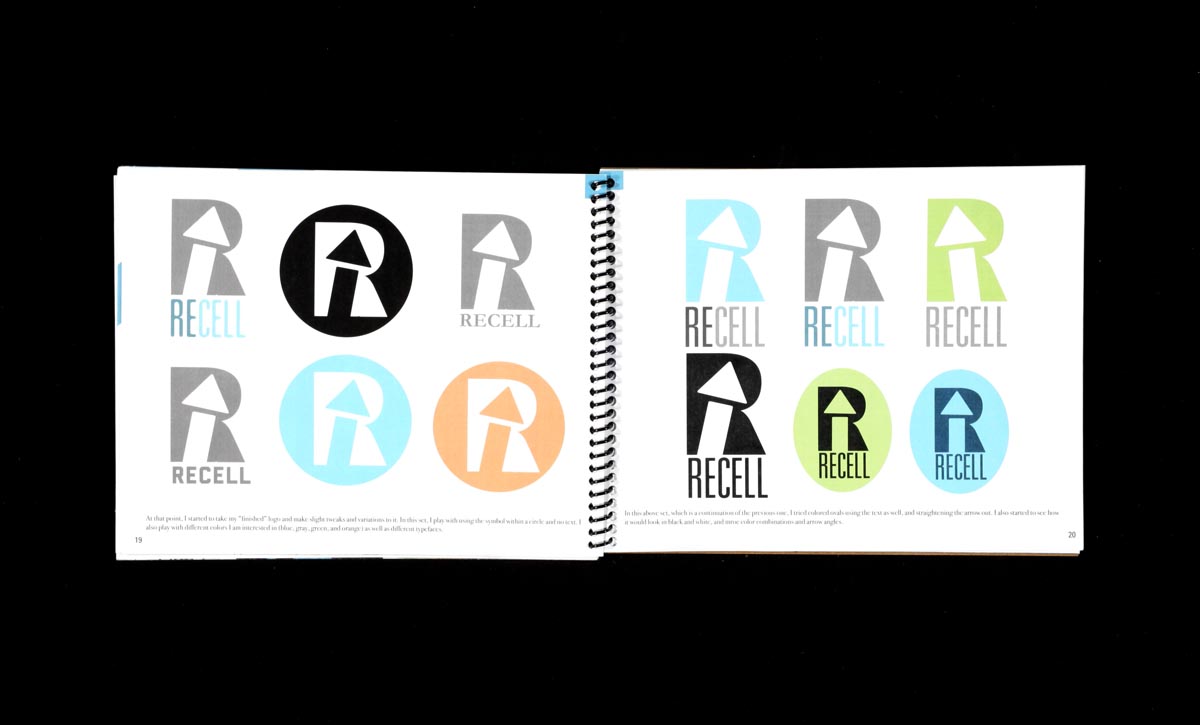 R
RECELL
R
R
RECELL
R
RECELL
R
R
At that point, I started to take my "finished" logo and make slight tweaks and variations to it. In this set, I play with using the symbol within a circle and no text. I
also play with different colors I am interested in (blue, gray, green, and orange) as well as different typefaces.
19
R
RECELL
R
RECELL
R
RECELL
R
RECELL
R
RECELL
R
RECELL
In this above set, which is a continuation of the previous one, I tried colored ovals using the text as well, and straightening the arrow out. I also started to see how
it would look in black and white, and more color combinations and arrow angles.
20